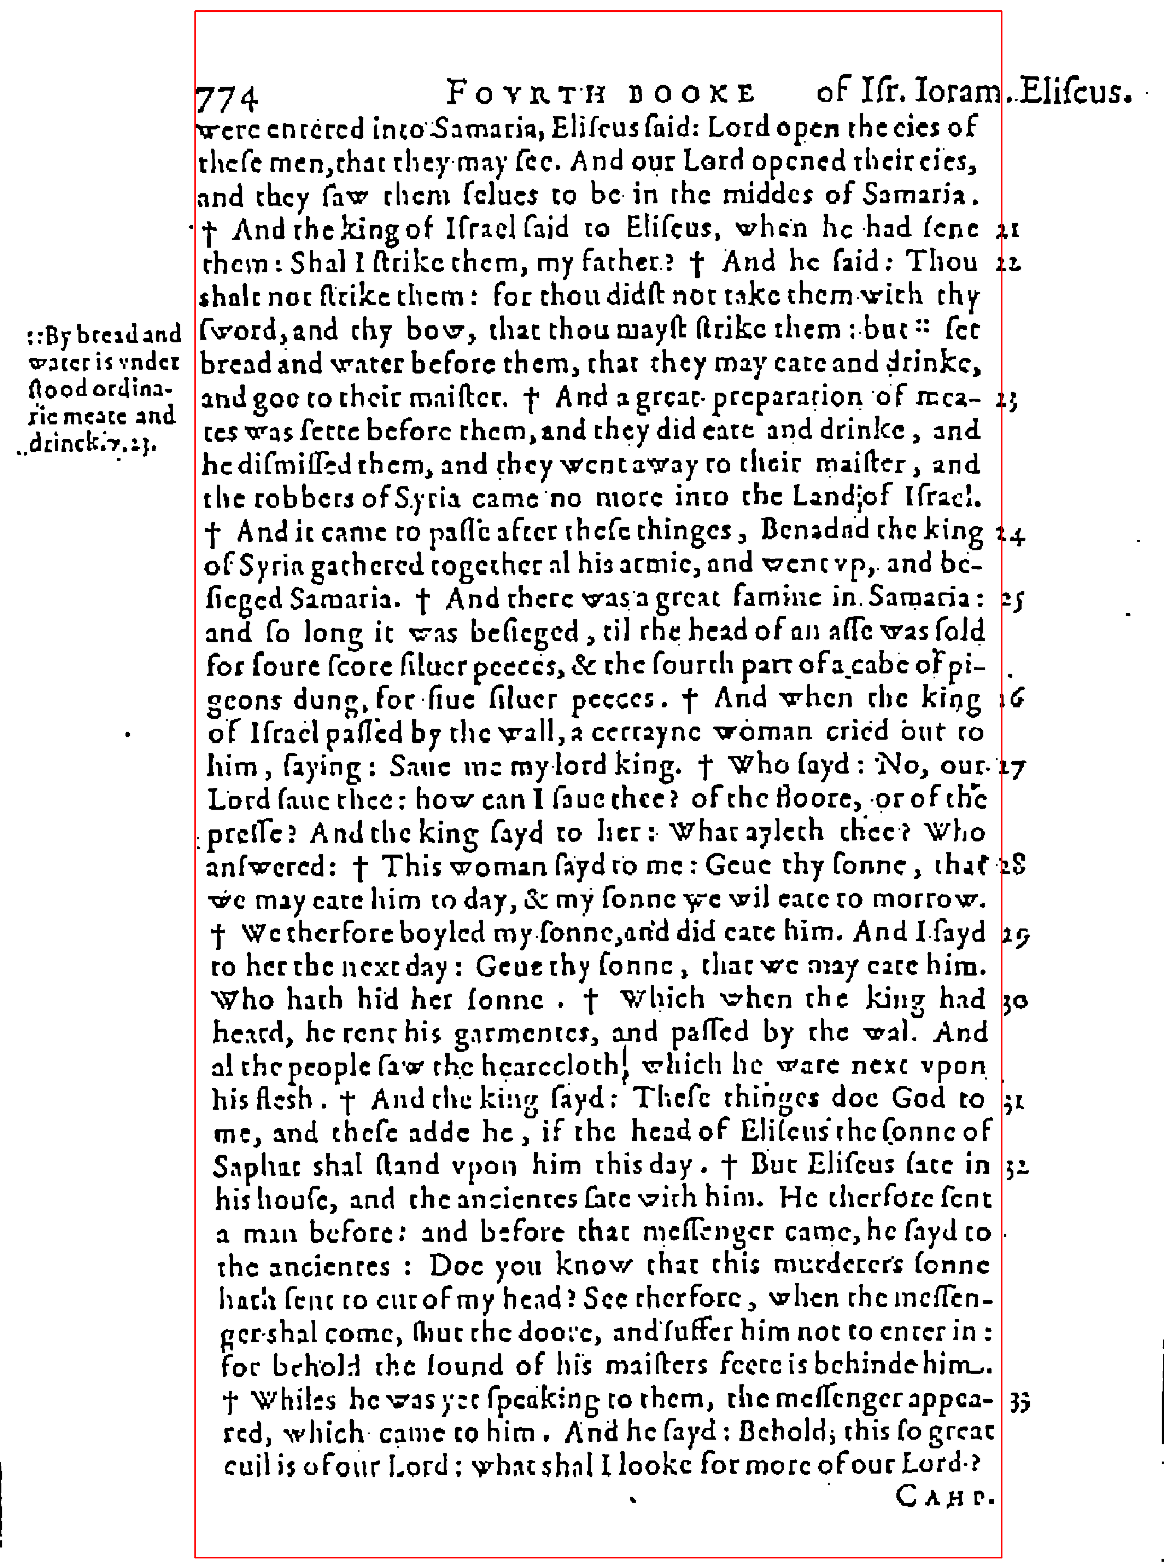 774 FOVRTH BOOKE of Iſr. Ioram. Eliſeus.
were entered into Samaria, Eliſeus ſaid: Lord open the eies of
theſe men, that they may ſee. And our Lord opened their eies,
and they ſaw them ſelues to be in the middes of Samaria.
† And the king of Iſrael ſaid to Eliſeus, when he had ſene 21
them: Shal I ſtrike them, my father? † And he ſaid: Thou 22
shalt not ſtrike them: for thou didſt not take them with thy
ſword, and thy bow, that thou mayſt ſtrike them: but :: ſet
bread and water before them, that they may eate and drinke,
and goe to their maiſter. † And a great preparation of mea- 23
tes was ſette before them, and they did eate and drinke, and
he diſmiſſed them, and they went away to their maiſter, and
the robbers of Syria came no more into the Land of Iſrael.
† And it came to paſſe after theſe thinges, Benadad the king 24
of Syria gathered together al his armie, and went vp, and be-
ſieged Samaria. † And there was a great famine in Samaria: 25
and ſo long it was beſieged, til the head of an aſſe was ſold
for foure ſcore ſiluer peeces, & the fourth part of a cabe of pi-
geons dung, for fiue ſiluer peeces. † And when the king 26
of Iſrael paſſed by the wall, a certayne woman cried out to
him, ſaying: Saue me my lord king. † Who ſayd: No, our 27
Lord ſaue thee: how can I ſaue thee? of the floore, or of the
preſſe? And the king ſayd to her: What ayleth thee? Who
anſwered: † This woman ſayd to me: Geue thy ſonne, that 28
we may eate him to day, & my ſonne we wil eate to morrow.
† We therfore boyled my ſonne, and did eate him. And I ſayd 29
to her the next day: Geue thy ſonne, that we may eate him.
Who hath hid her ſonne. † Which when the king had 30
heard, he rent his garmentes, and paſſed by the wal. And
al the people ſaw the hearecloth, which he ware next vpon
his flesh. † And the king ſayd: Theſe thinges doe God to 31
me, and theſe adde he, if the head of Eliſeus the ſonne of
Saphat shal ſtand vpon him this day. † But Eliſeus ſate in 32
his houſe, and the ancientes ſate with him. He therfore ſent
a man before: and before that meſſenger came, he ſayd to
the ancientes: Doe you know that this murderers ſonne
hath ſent to cut of my head? See therfore, when the meſſen-
ger shal come, ſhut the doore, and ſuffer him not to enter in:
for behold the ſound of his maiſters feete is behinde him.
† Whiles he was yet ſpeaking to them, the meſſenger appea- 33
red, which came to him. And he ſayd: Behold, this ſo great
euil is of our Lord: what shal I looke for more of our Lord?
CAHP.
:: By bread and
water is vnder
ſtood ordina-
rie meate and
drinck. v. 23.